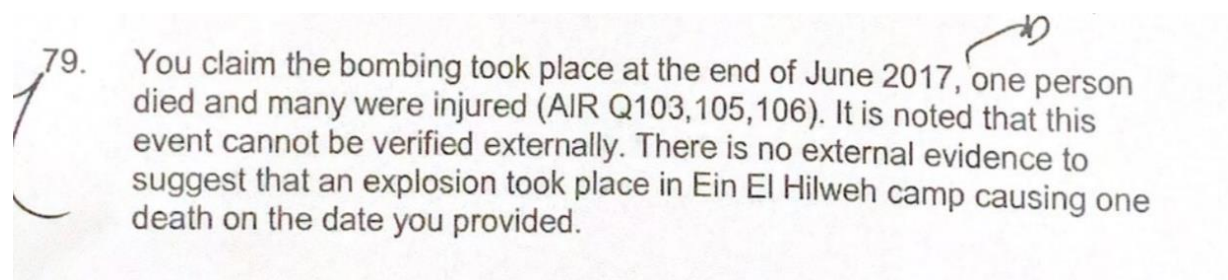 79. You claim the bombing took place at the end of June 2017, one person
died and many were injured (AIR Q103,105,106). It is noted that this
event cannot be verified externally. There is no external evidence to
suggest that an explosion took place in Ein El Hilweh camp causing one
death on the date you provided.